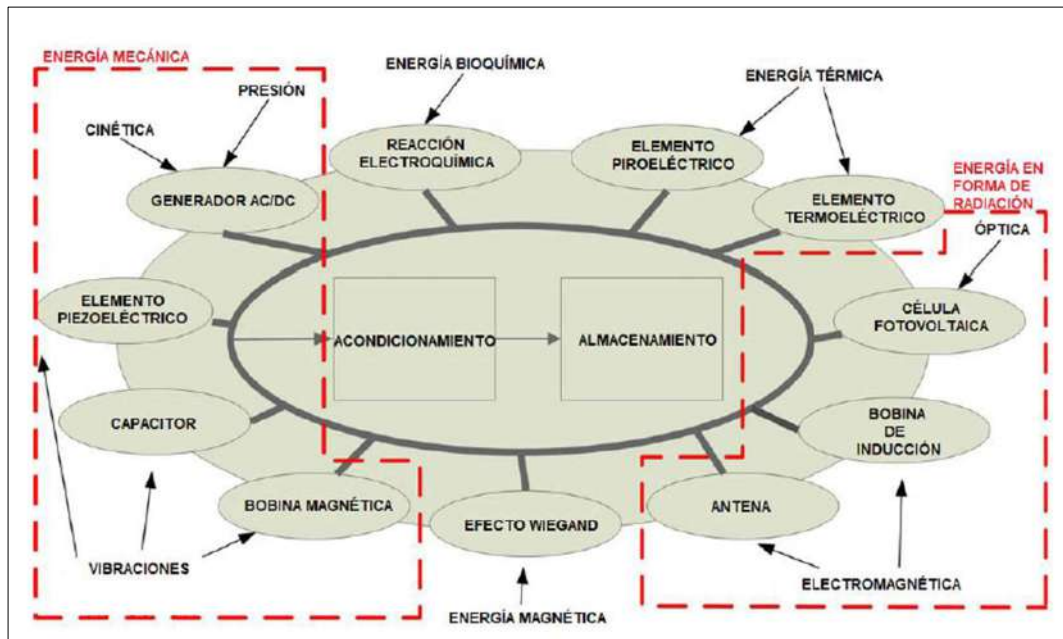 ENERGÍA MECÁNICA
ENERGÍA BIOQUÍMICA
ENERGÍA TÉRMICA
PRESIÓN
CINÉTICA
REACCIÓN
ELECTROQUÍMICA
ELEMENTO
PIROELÉCTRICO
ENERGÍA EN
FORMA DE
RADIACIÓN
GENERADOR AC/DC
ELEMENTO
TERMOELÉCTRICO
ÓPTICA
ELEMENTO
PIEZOELÉCTRICO
CÉLULA
FOTOVOLTAICA
ACONDICIONAMIENTO
ALMACENAMIENTO
CAPACITOR
BOBINA
DE
INDUCCIÓN
BOBINA MAGNÉTICA
EFECTO WIEGAND
ANTENA
VIBRACIONES
ELECTROMAGNÉTICA
ENERGÍA MAGNÉTICA